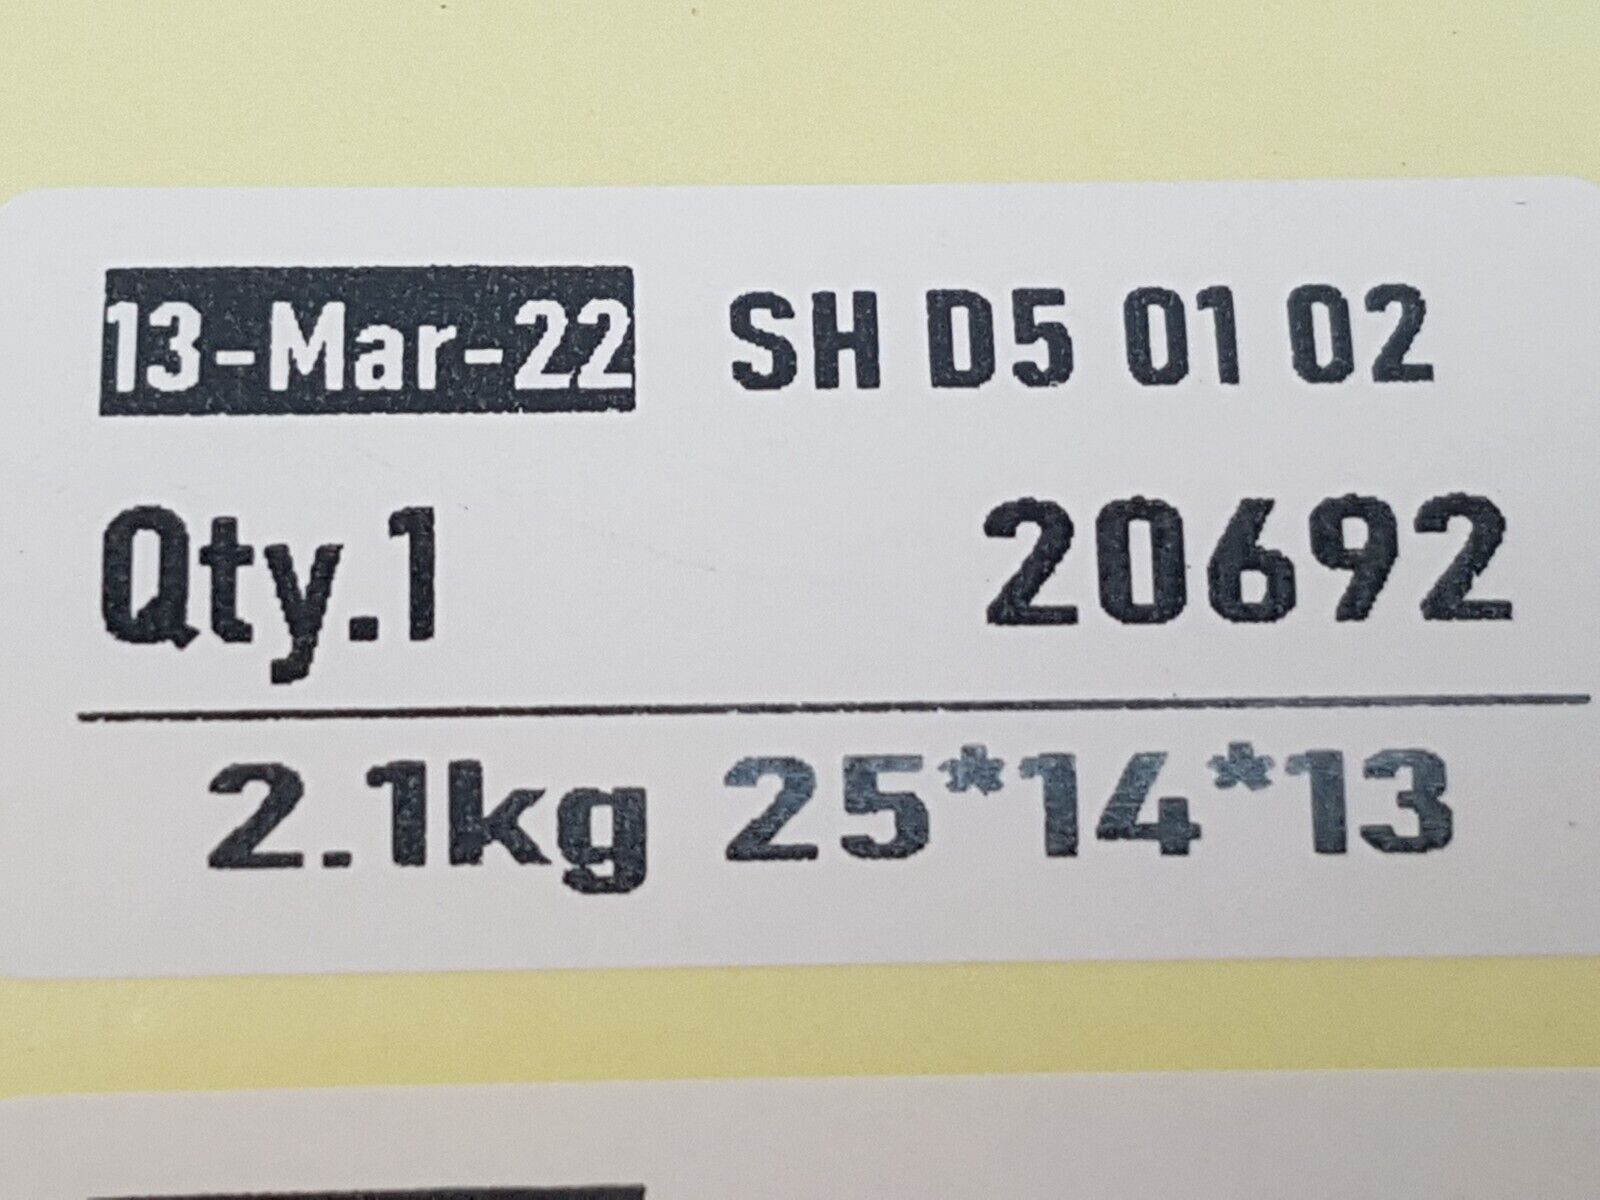 13-Mar-22 SH D5 01 02
Qty.1 20692
2.1kg 25*14*13